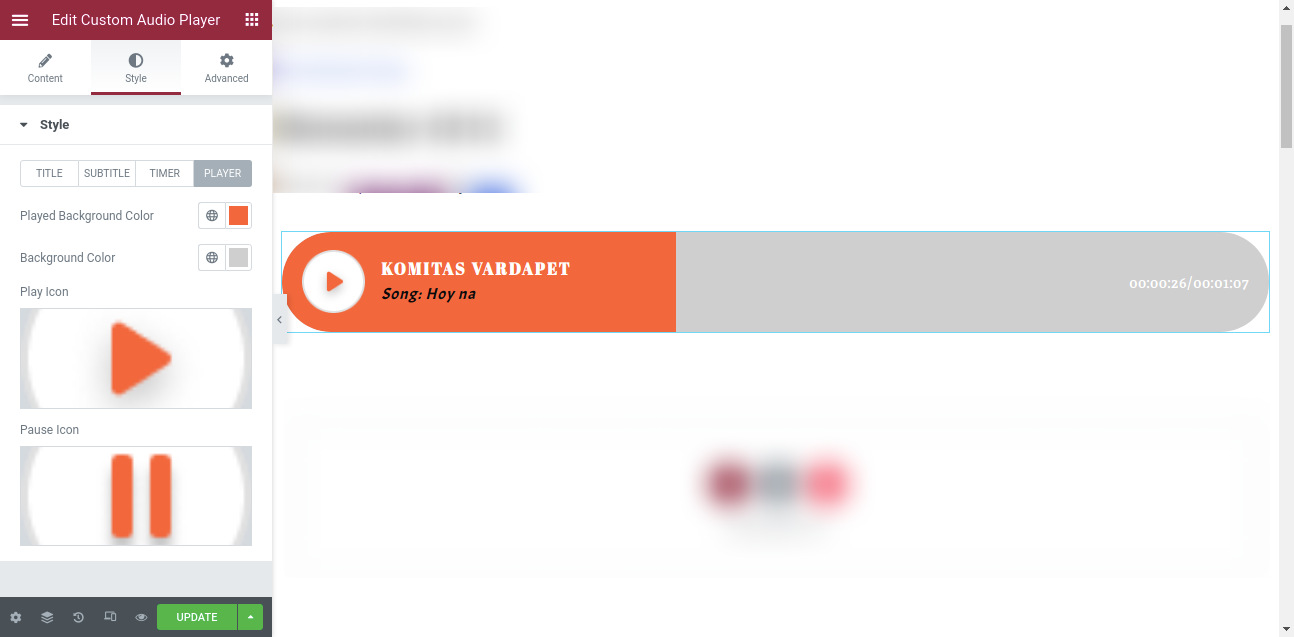 Edit Custom Audio Player
Content
Style
Advanced
Style
TITLE
SUBTITLE
TIMER
PLAYER
Played Background Color
Background Color
Play Icon
Pause Icon
UPDATE
KOMITAS VARDAPET
Song: Hoy na
00:00:26/00:01:07